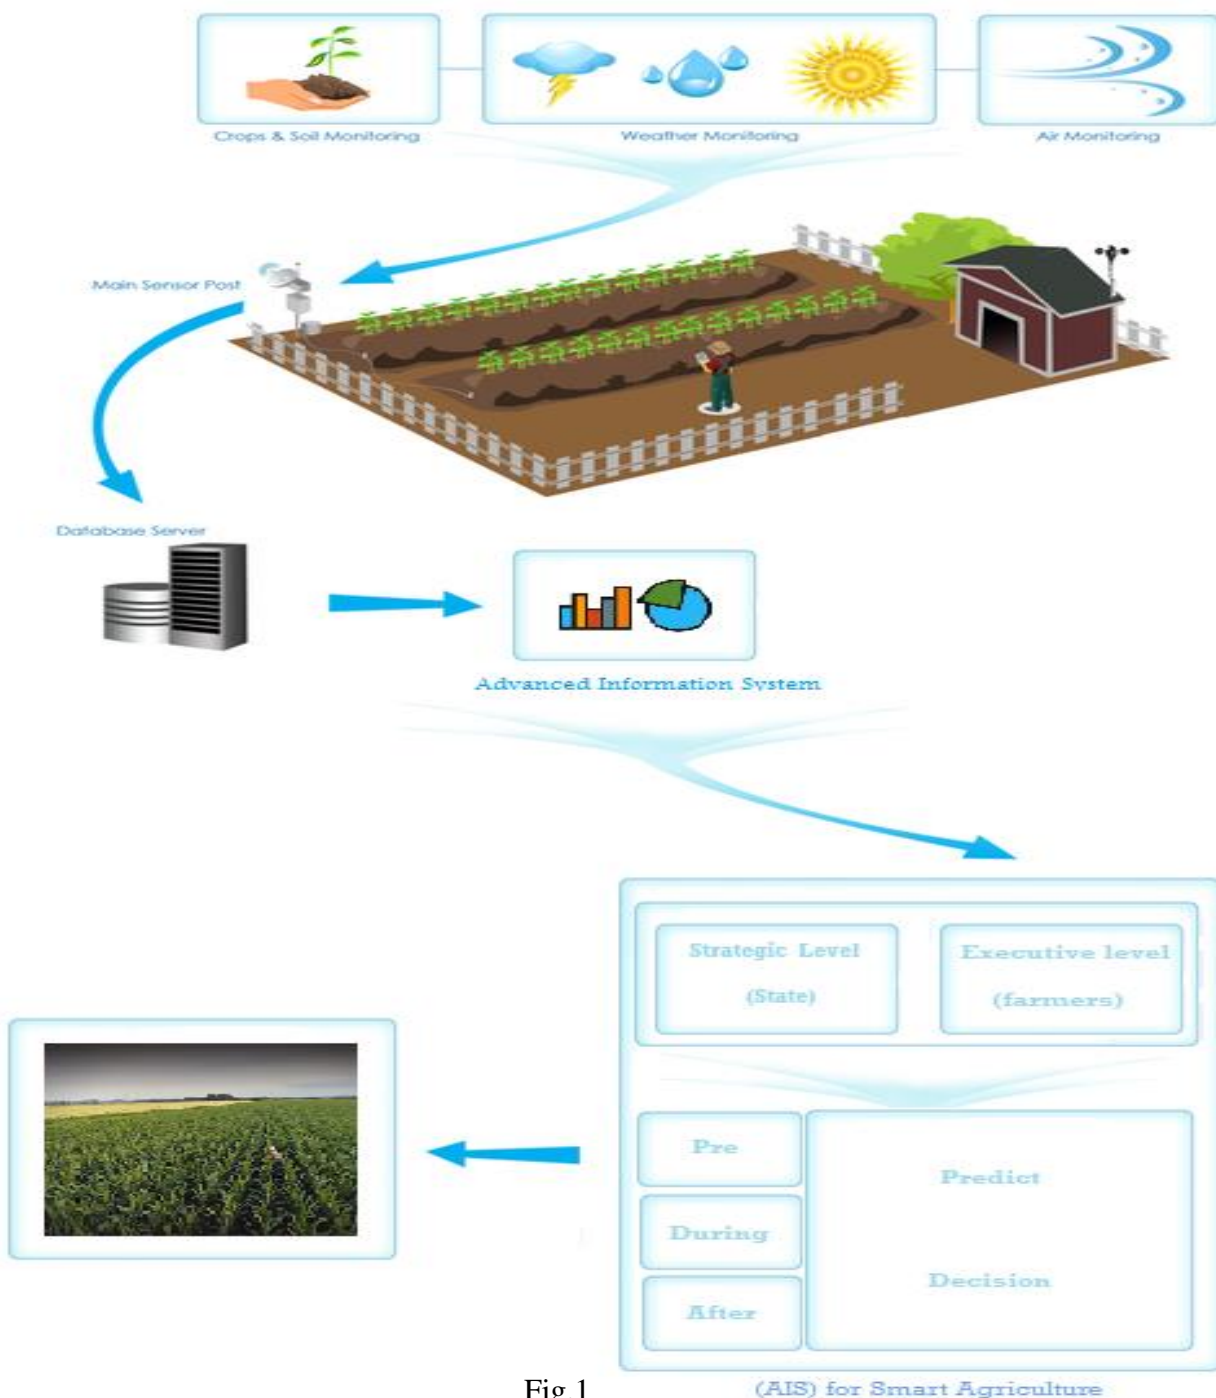 Crops & Soil Monitoring
Weather Monitoring
Air Monitoring
Main Sensor Post
Database Server
Advanced Information System
Strategic Level
(State)
Executive level
(farmers)
Pre
During
After
Predict
Decision
Fig 1
(AIS) for Smart Agriculture